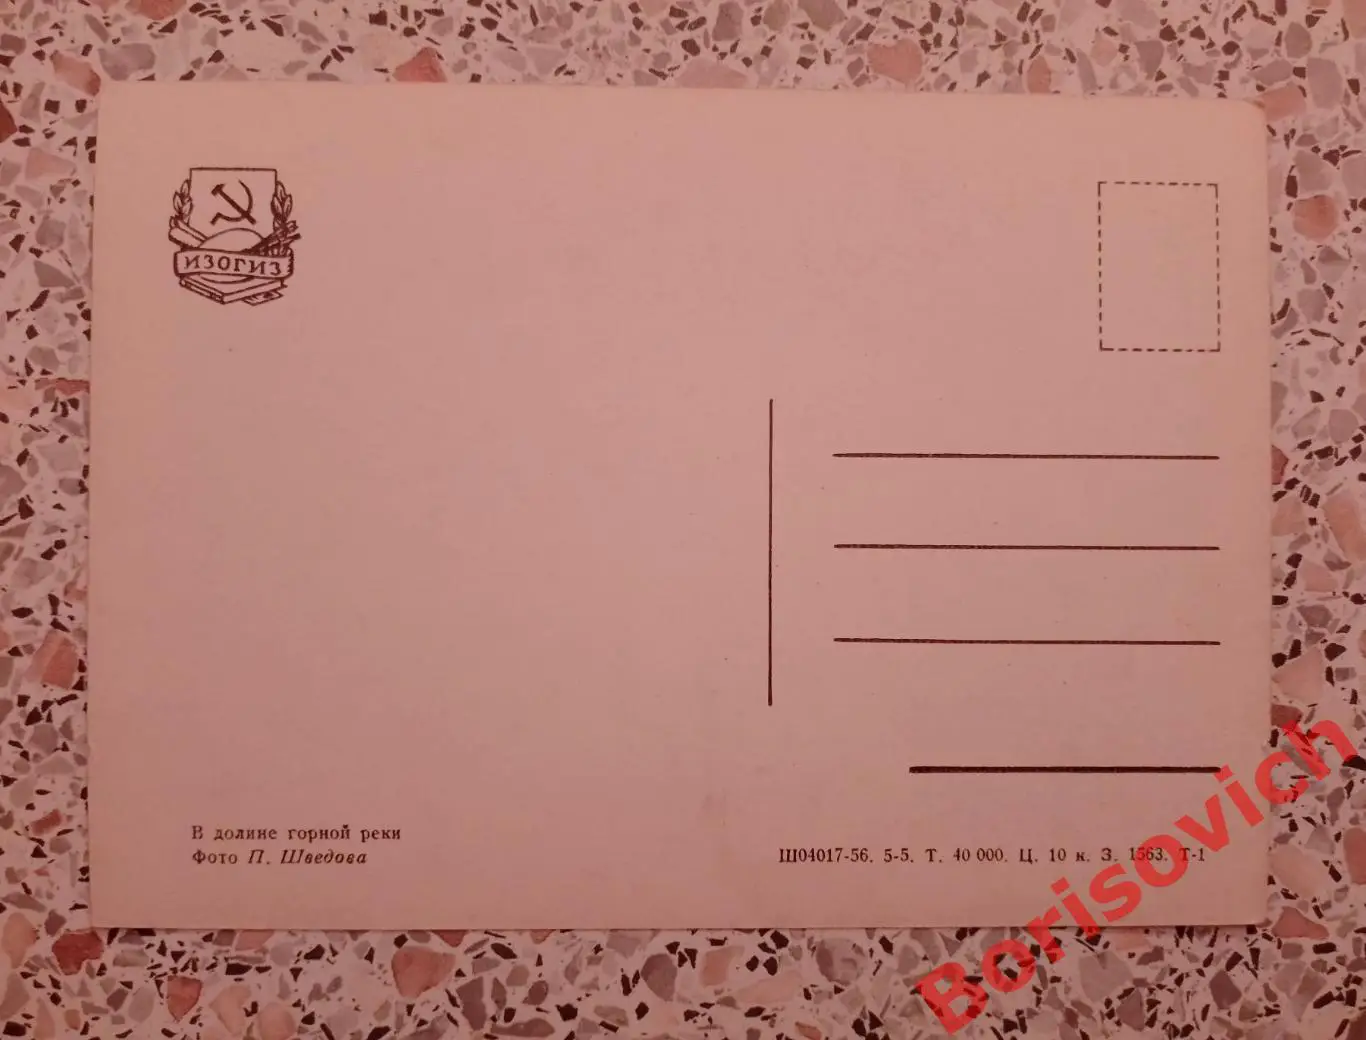 ИЗОГИЗ
В долине горной реки
Фото П. Шведова
Ш04017-56. 5-5. Т. 40 000. Ц. 10 к. З. 1563. Т-1
Borisovich